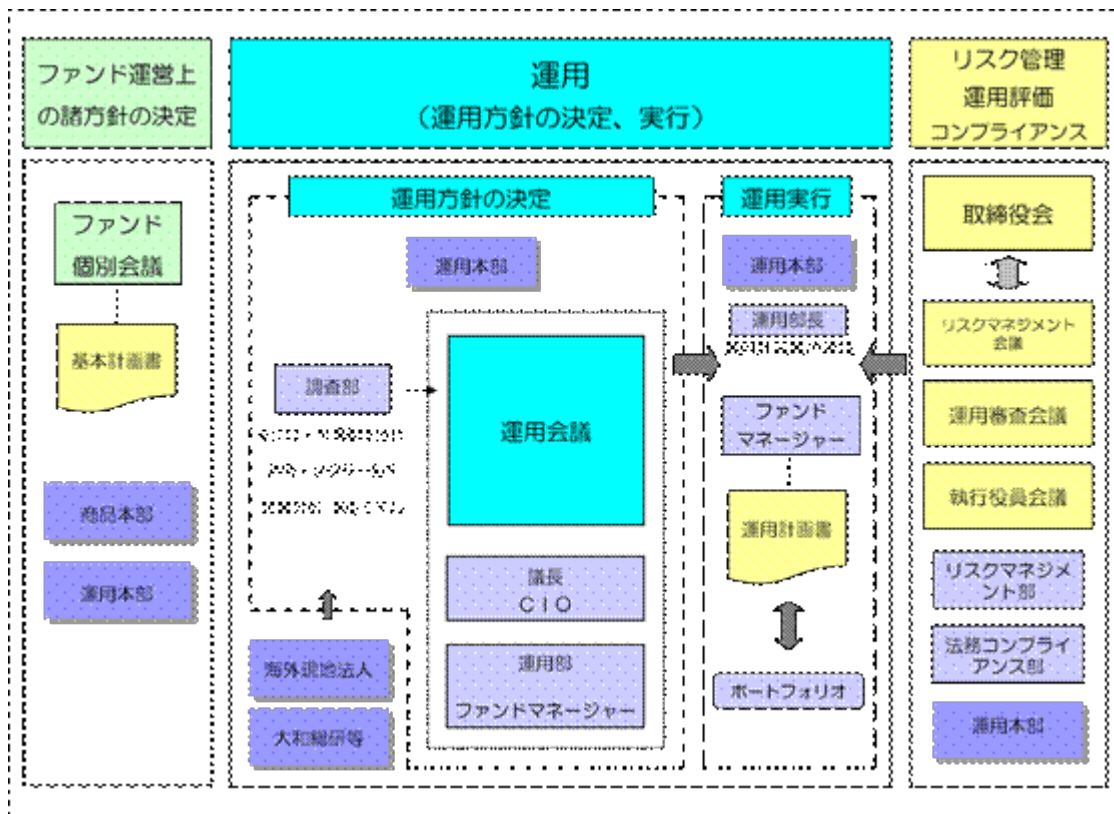 ファンド運営上
の諸方針の決定
運用
（運用方針の決定、実行）
リスク管理
運用評価
コンプライアンス
ファンド
個別会議
基本計画書
商品本部
運用本部
運用方針の決定
運用本部
調査部
運用会議
議長
ＣＩＯ
運用部
ファンドマネージャー
海外現地法人
大和総研等
運用実行
運用本部
運用部長
ファンド
マネージャー
運用計画書
ポートフォリオ
取締役会
リスクマネジメント
会議
運用審査会議
執行役員会議
リスクマネジメ
ント部
法務コンプライ
アンス部
運用本部